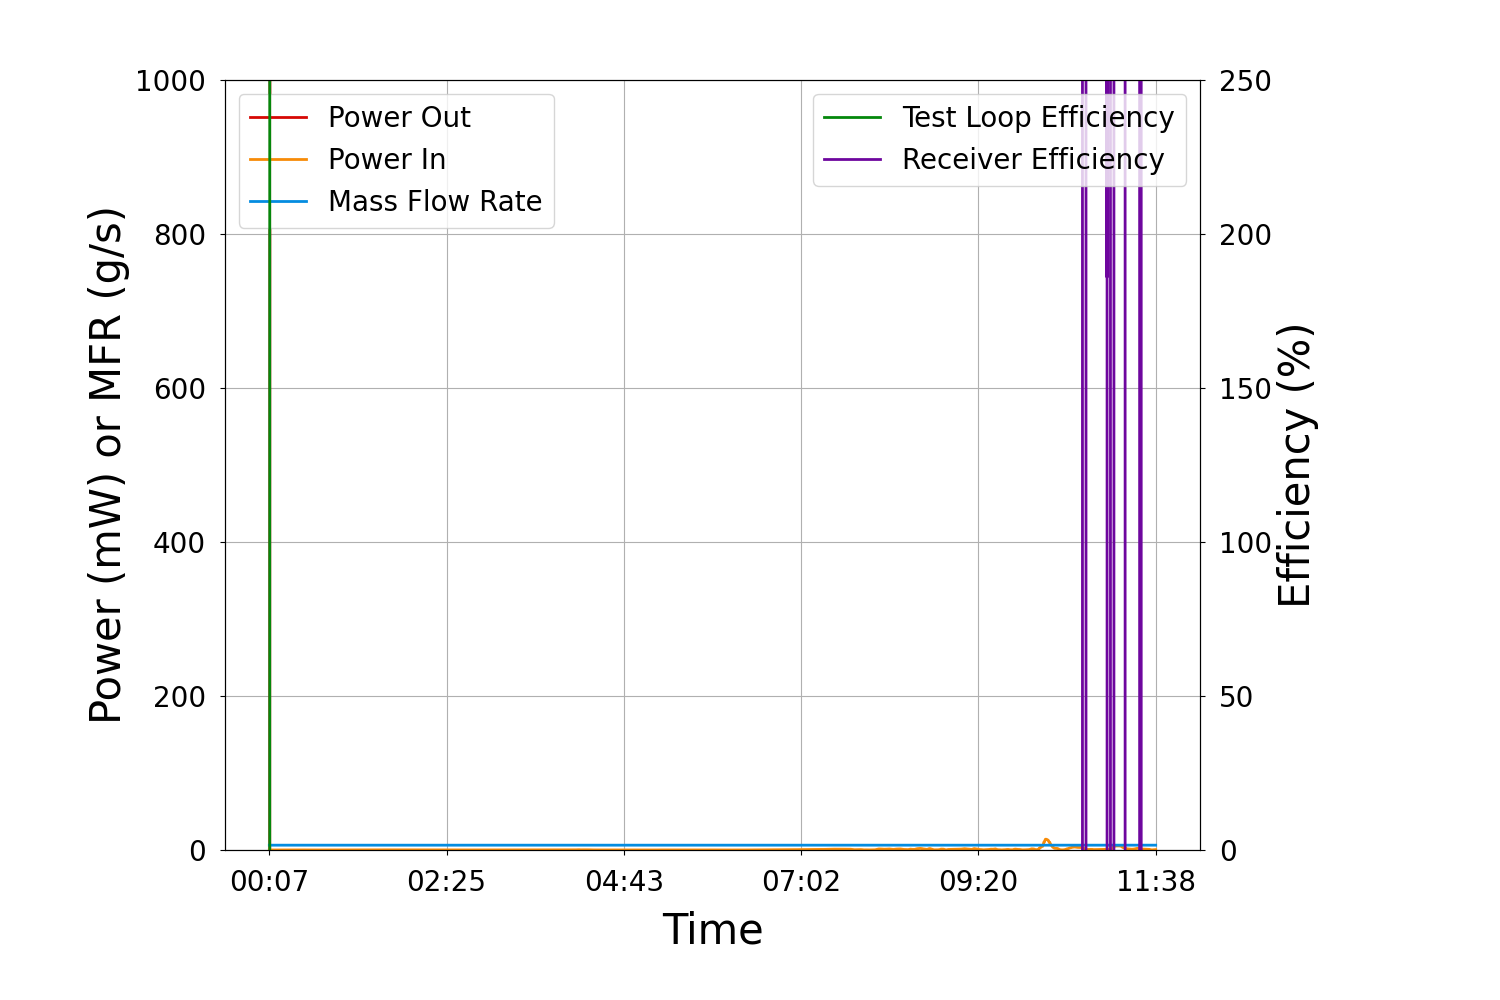 1000
800
600
400
200
0
Power (mW) or MFR (g/s)
Power Out
Power In
Mass Flow Rate
Test Loop Efficiency
Receiver Efficiency
250
200
150
100
50
0
Efficiency (%)
00:07 02:25 04:43 07:02 09:20 11:38
Time